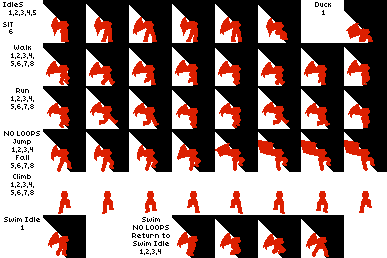 IdleS
1,2,3,4,5
SIT
6
Duck
1
Walk
1,2,3,4,
5,6,7,8
Run
1,2,3,4,
5,6,7,8
NO LOOPS
Jump
1,2,3,4
Fall
5,6,7,8
Climb
1,2,3,4,
5,6,7,8
Swim Idle
1
Swim
NO LOOPS
Return to
Swim Idle
1,2,3,4